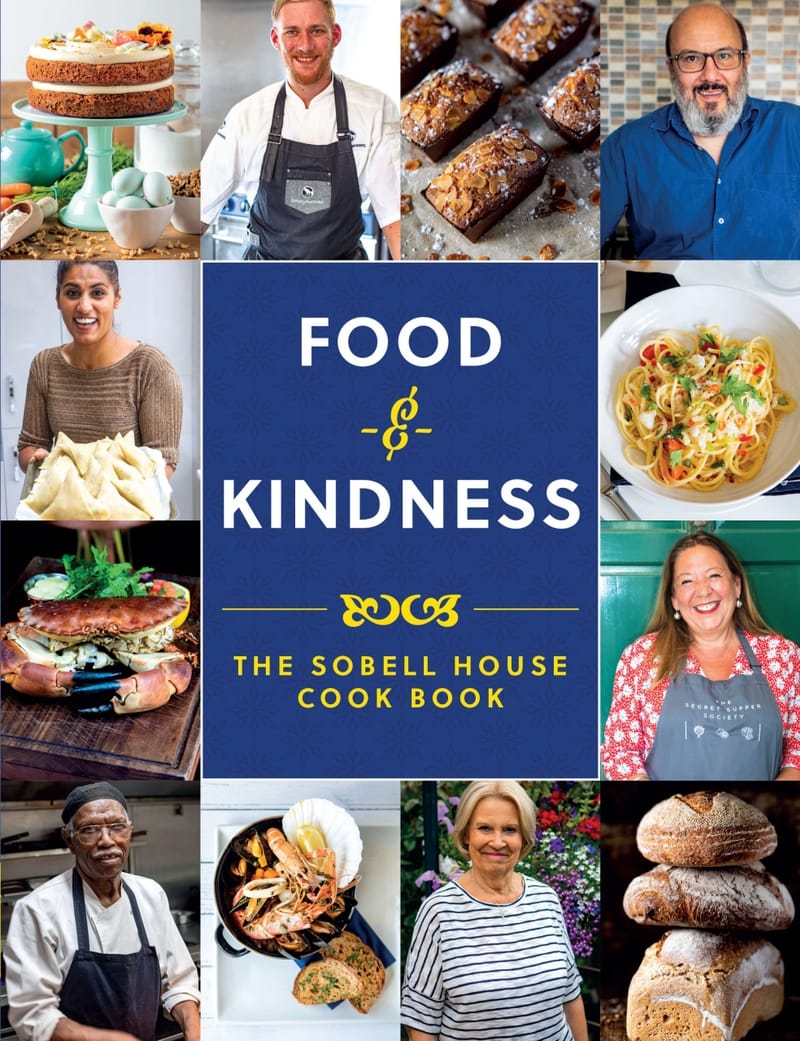 FOOD
&
KINDNESS
THE SOBELL HOUSE
COOK BOOK
THE
SECRET SUPPER
SOCIETY